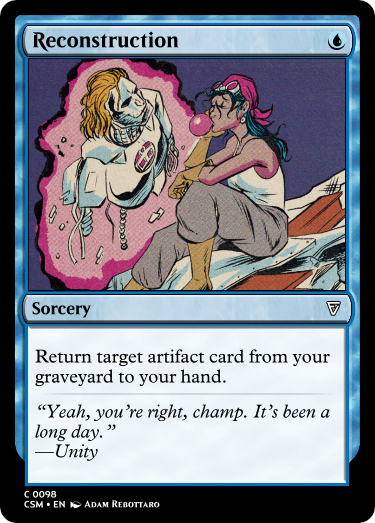 Reconstruction
Sorcery
Return target artifact card from your
graveyard to your hand.
“Yeah, you’re right, champ. It’s been a
long day.”
—Unity
C 0098
CSM • EN Adam Rebottaro